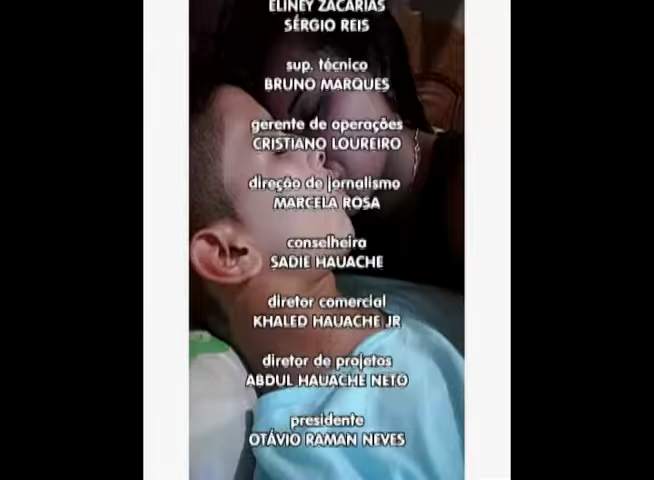 ELINEY ZACARIAS
SÉRGIO REIS
sup. técnico
BRUNO MARQUES
gerente de operações
CRISTIANO LOUREIRO
direção de jornalismo
MARCELA ROSA
conselheira
SADIE HAUACHE
diretor comercial
KHALED HAUACHE JR
diretor de projetos
ABDUL HAUACHE NETO
presidente
OTÁVIO RAMAN NEVES